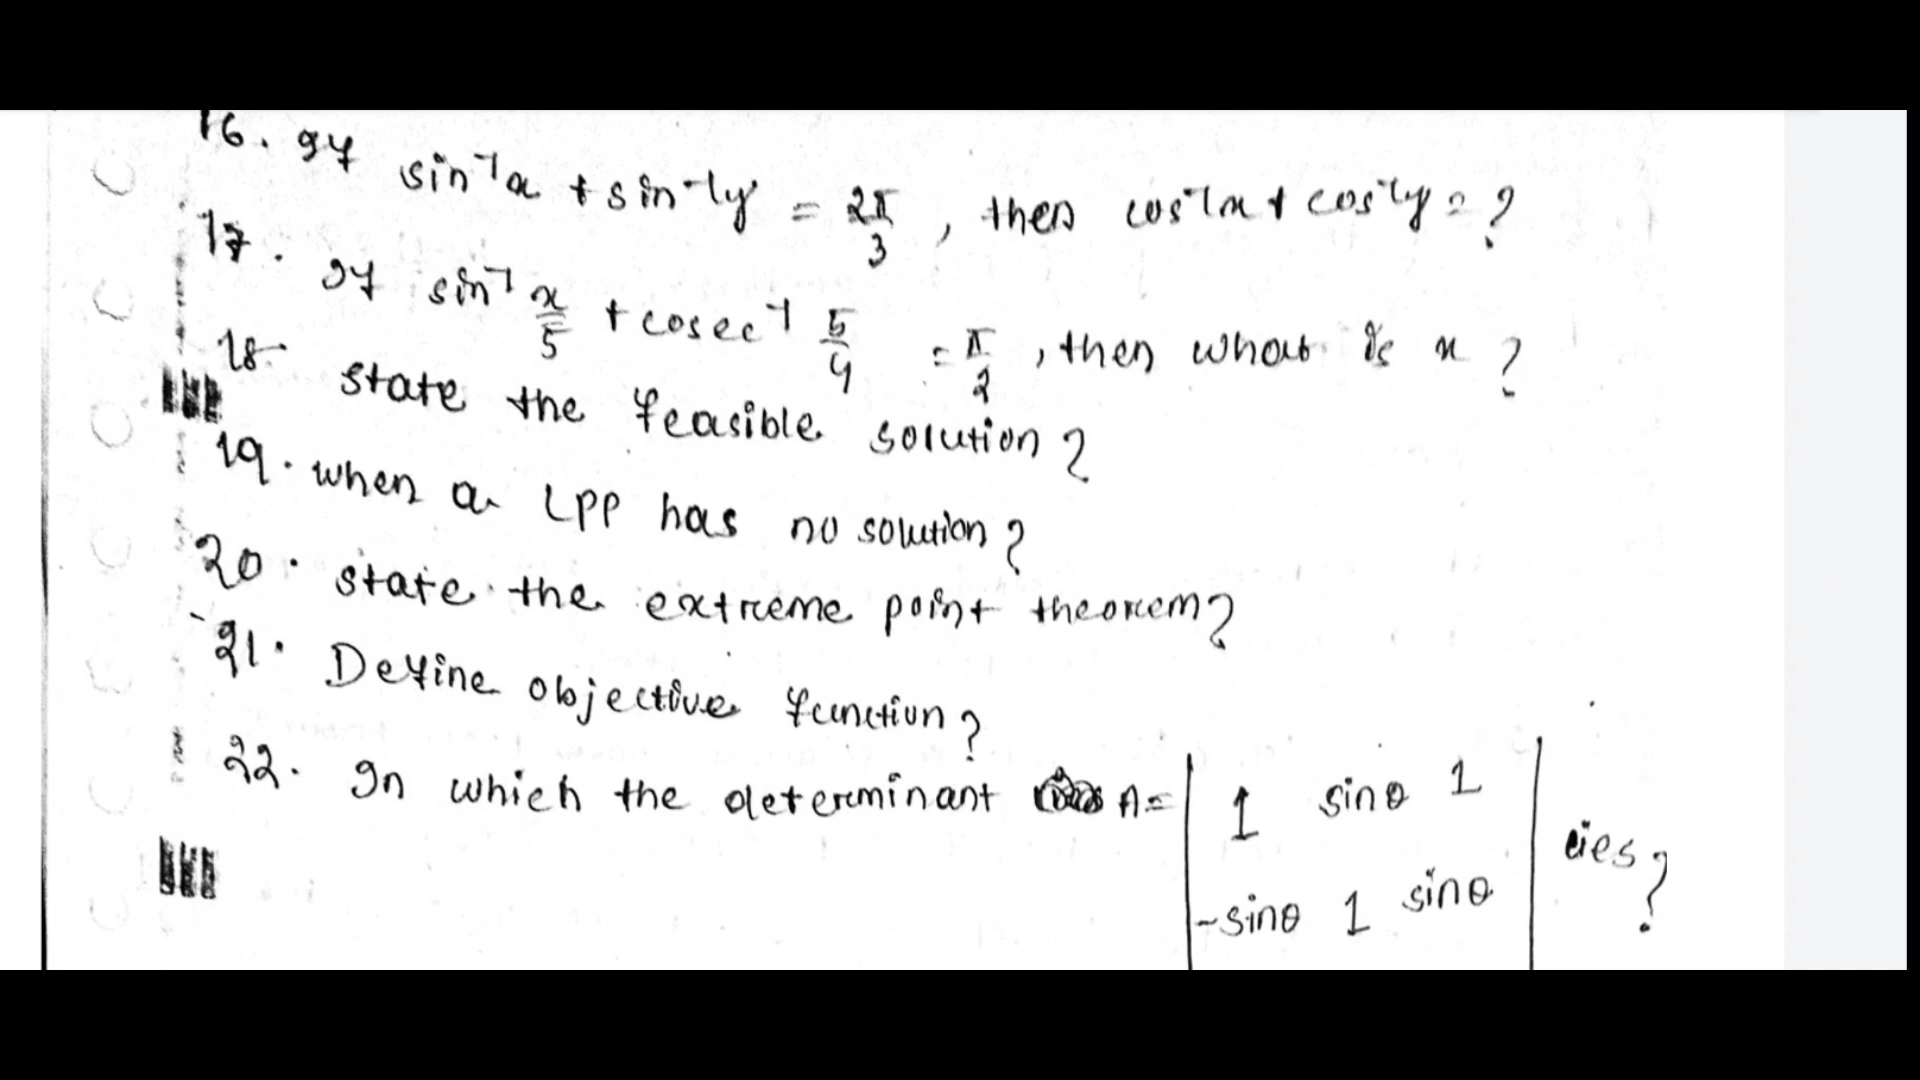 16. If sin⁻¹x + sin⁻¹y = 2π/3, then cos⁻¹x + cos⁻¹y = ?
17. If sin⁻¹ x/5 + cosec⁻¹ 5/4 = π/2, then what is x?
18. state the feasible solution?
19. when a LPP has no solution?
20. state the extreme point theorem?
21. Define objective function?
22. In which the determinant A = | 1 sinθ 1 | lies?
| -sinθ 1 sinθ |